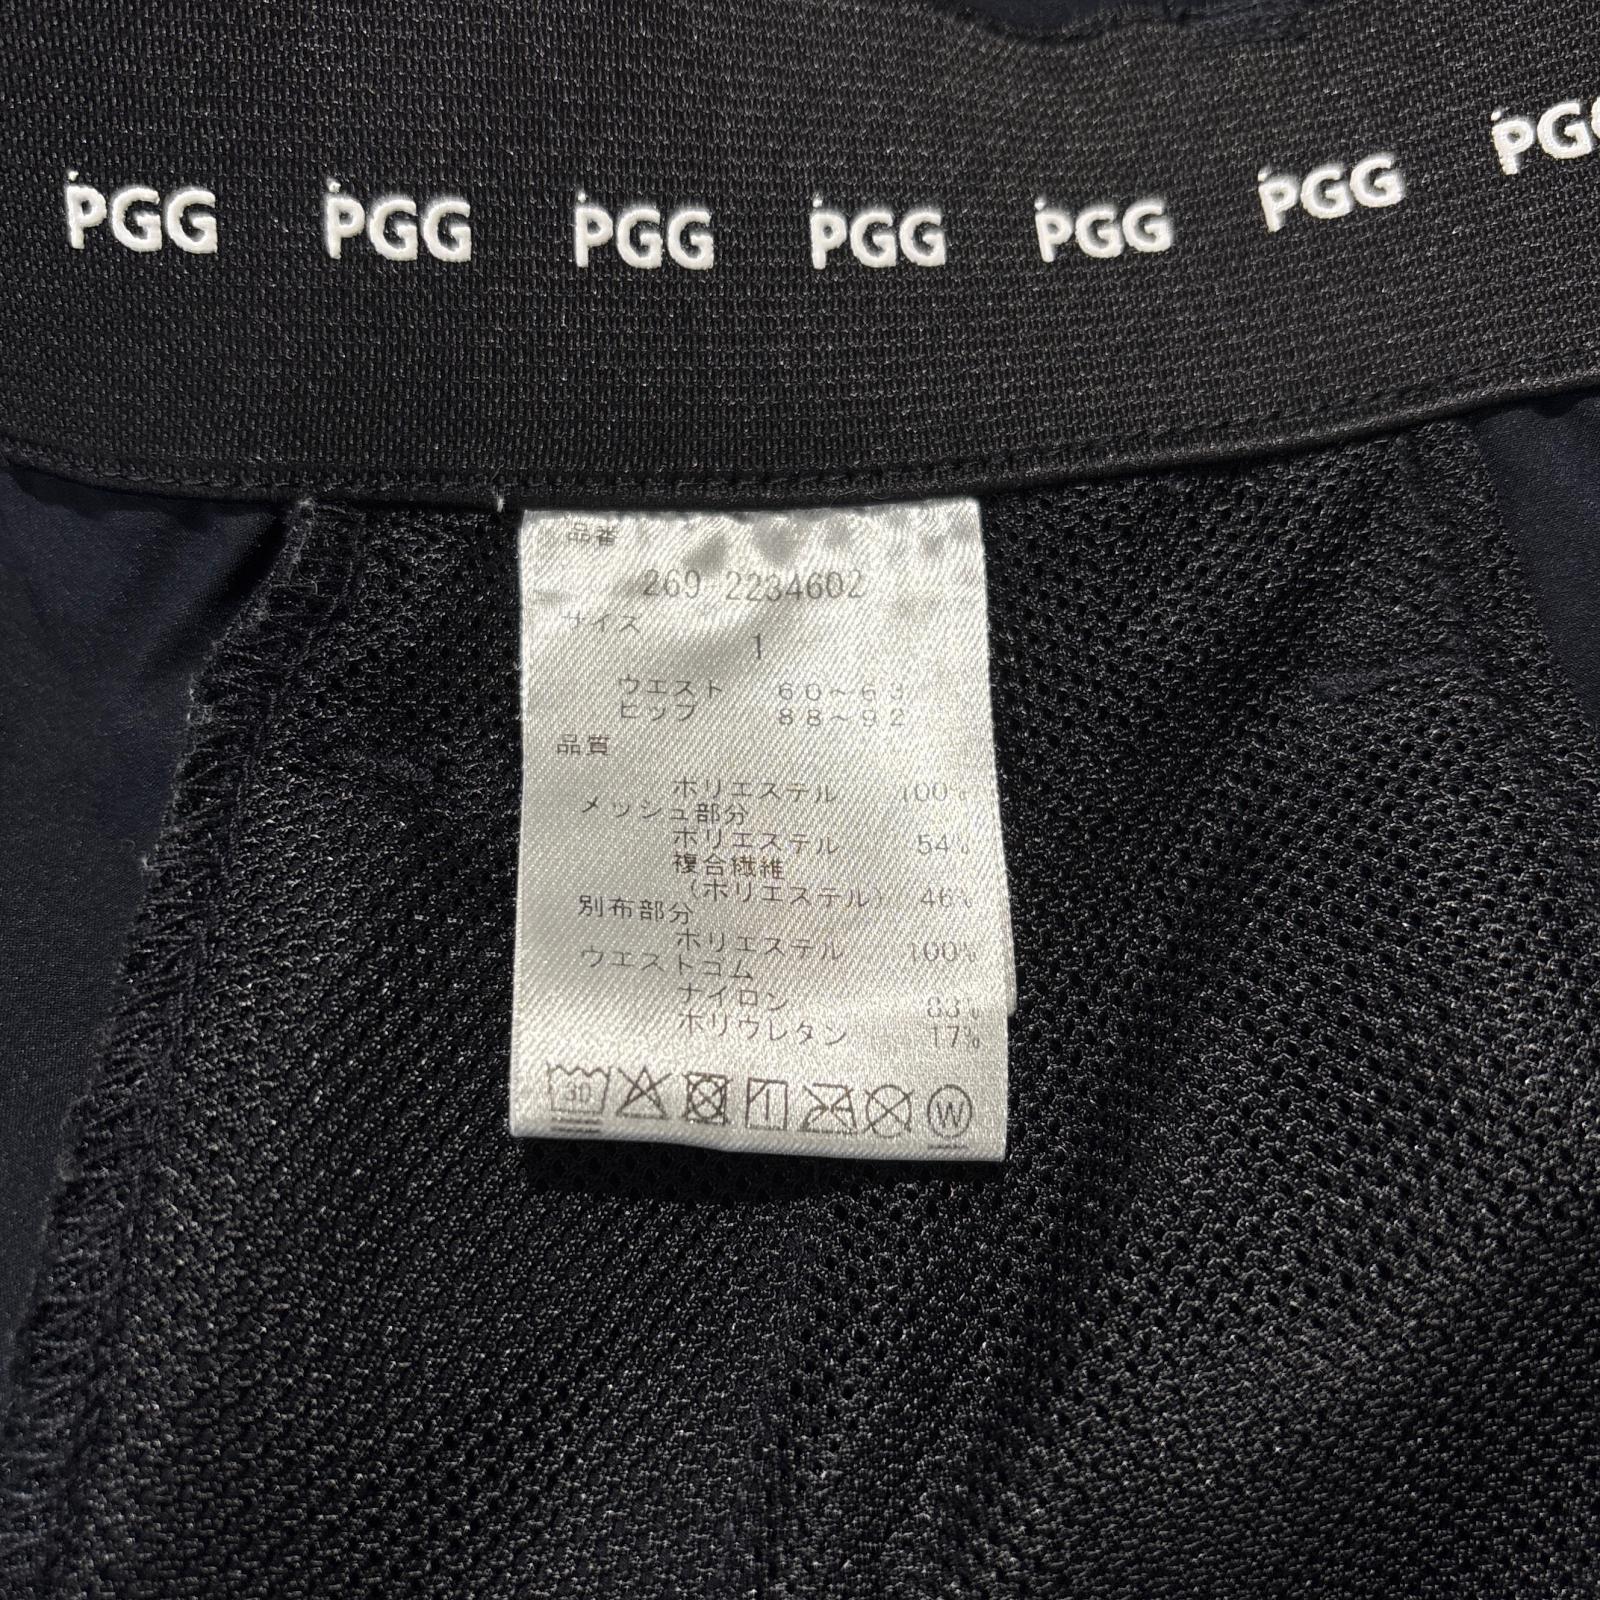 PGG PGG PGG PGG PGG PGG PGG
品番
269-2234602
サイズ
1
ウエスト 60～63
ヒップ 88～92
品質
ポリエステル 100%
メッシュ部分
ポリエステル 54%
複合繊維
(ポリエステル) 46%
別布部分
ポリエステル 100%
ウエストゴム
ナイロン 83%
ポリウレタン 17%
30 W